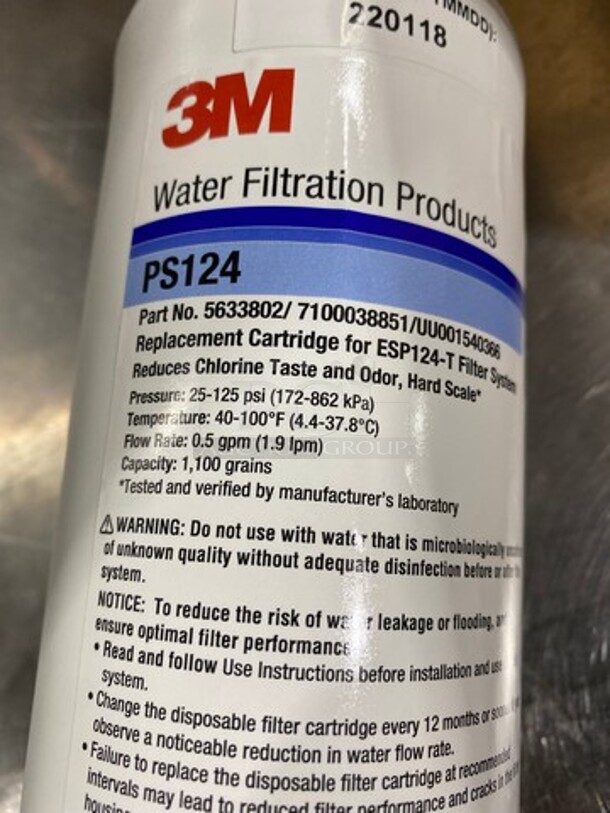 MMDD):
220118
3M
Water Filtration Products
PS124
Part No. 5633802/ 7100038851/UU001540366
Replacement Cartridge for ESP124-T Filter System
Reduces Chlorine Taste and Odor, Hard Scale*
Pressure: 25-125 psi (172-862 kPa)
Temperature: 40-100°F (4.4-37.8°C)
Flow Rate: 0.5 gpm (1.9 lpm)
GROUP
Capacity: 1,100 grains
*Tested and verified by manufacturer's laboratory
⚠WARNING: Do not use with water that is microbiologically
of unknown quality without adequate disinfection before or after the
system.
NOTICE: To reduce the risk of water leakage or flooding,
ensure optimal filter performance
• Read and follow Use Instructions before installation and use
system.
• Change the disposable filter cartridge every 12 months or
observe a noticeable reduction in water flow rate.
• Failure to replace the disposable filter cartridge at recommended
intervals may lead to reduced filter performance and cracks in the